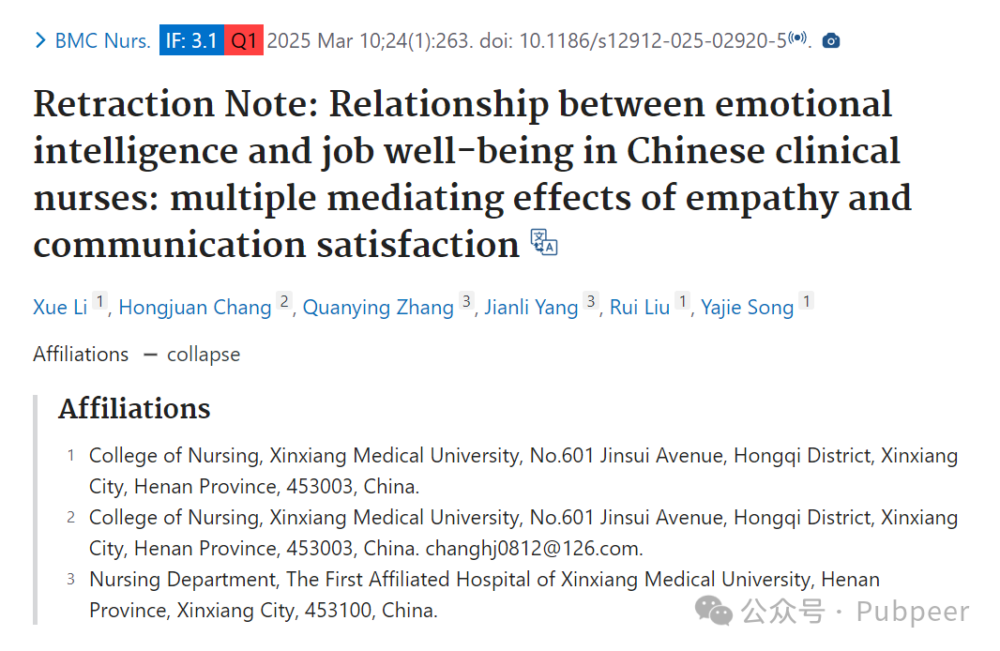 BMC Nurs. IF: 3.1 Q1 2025 Mar 10;24(1):263. doi: 10.1186/s12912-025-02920-5.
Retraction Note: Relationship between emotional
intelligence and job well-being in Chinese clinical
nurses: multiple mediating effects of empathy and
communication satisfaction
Xue Li 1, Hongjuan Chang 2, Quanying Zhang 3, Jianli Yang 3, Rui Liu 1, Yajie Song 1
Affiliations — collapse
Affiliations
1 College of Nursing, Xinxiang Medical University, No.601 Jinsui Avenue, Hongqi District, Xinxiang
City, Henan Province, 453003, China.
2 College of Nursing, Xinxiang Medical University, No.601 Jinsui Avenue, Hongqi District, Xinxiang
City, Henan Province, 453003, China. changhj0812@126.com.
3 Nursing Department, The First Affiliated Hospital of Xinxiang Medical University, Henan
Province, Xinxiang City, 453100, China.
公众号 · Pubpeer